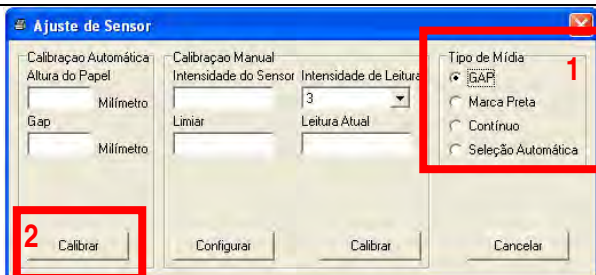 Ajuste de Sensor
Calibraçao Automática
Altura do Papel
Milímetro
Gap
Milímetro
2
Calibrar
Calibraçao Manual
Intensidade do Sensor Intensidade de Leitura
3
Limiar Leitura Atual
Configurar Calibrar
Tipo de Mídia
1
GAP
Marca Preta
Contínuo
Seleção Automática
Cancelar